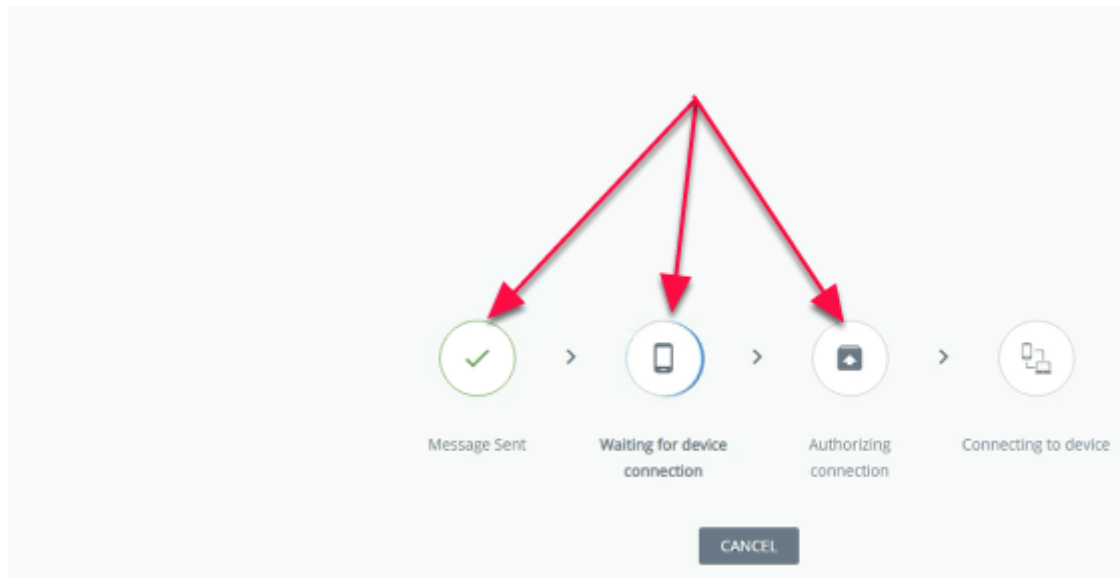 Message Sent
Waiting for device
connection
Authorizing
connection
Connecting to device
CANCEL